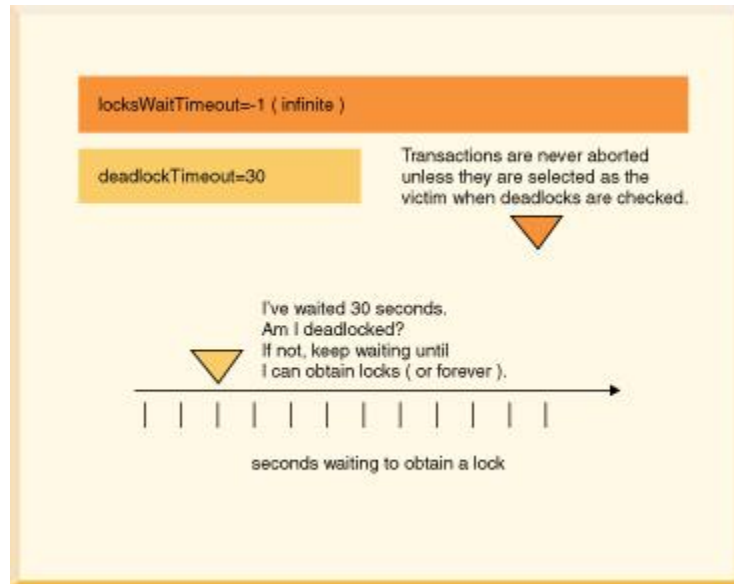 locksWaitTimeout=-1 ( infinite )
deadlockTimeout=30
Transactions are never aborted
unless they are selected as the
victim when deadlocks are checked.
I've waited 30 seconds.
Am I deadlocked?
If not, keep waiting until
I can obtain locks ( or forever ).
seconds waiting to obtain a lock